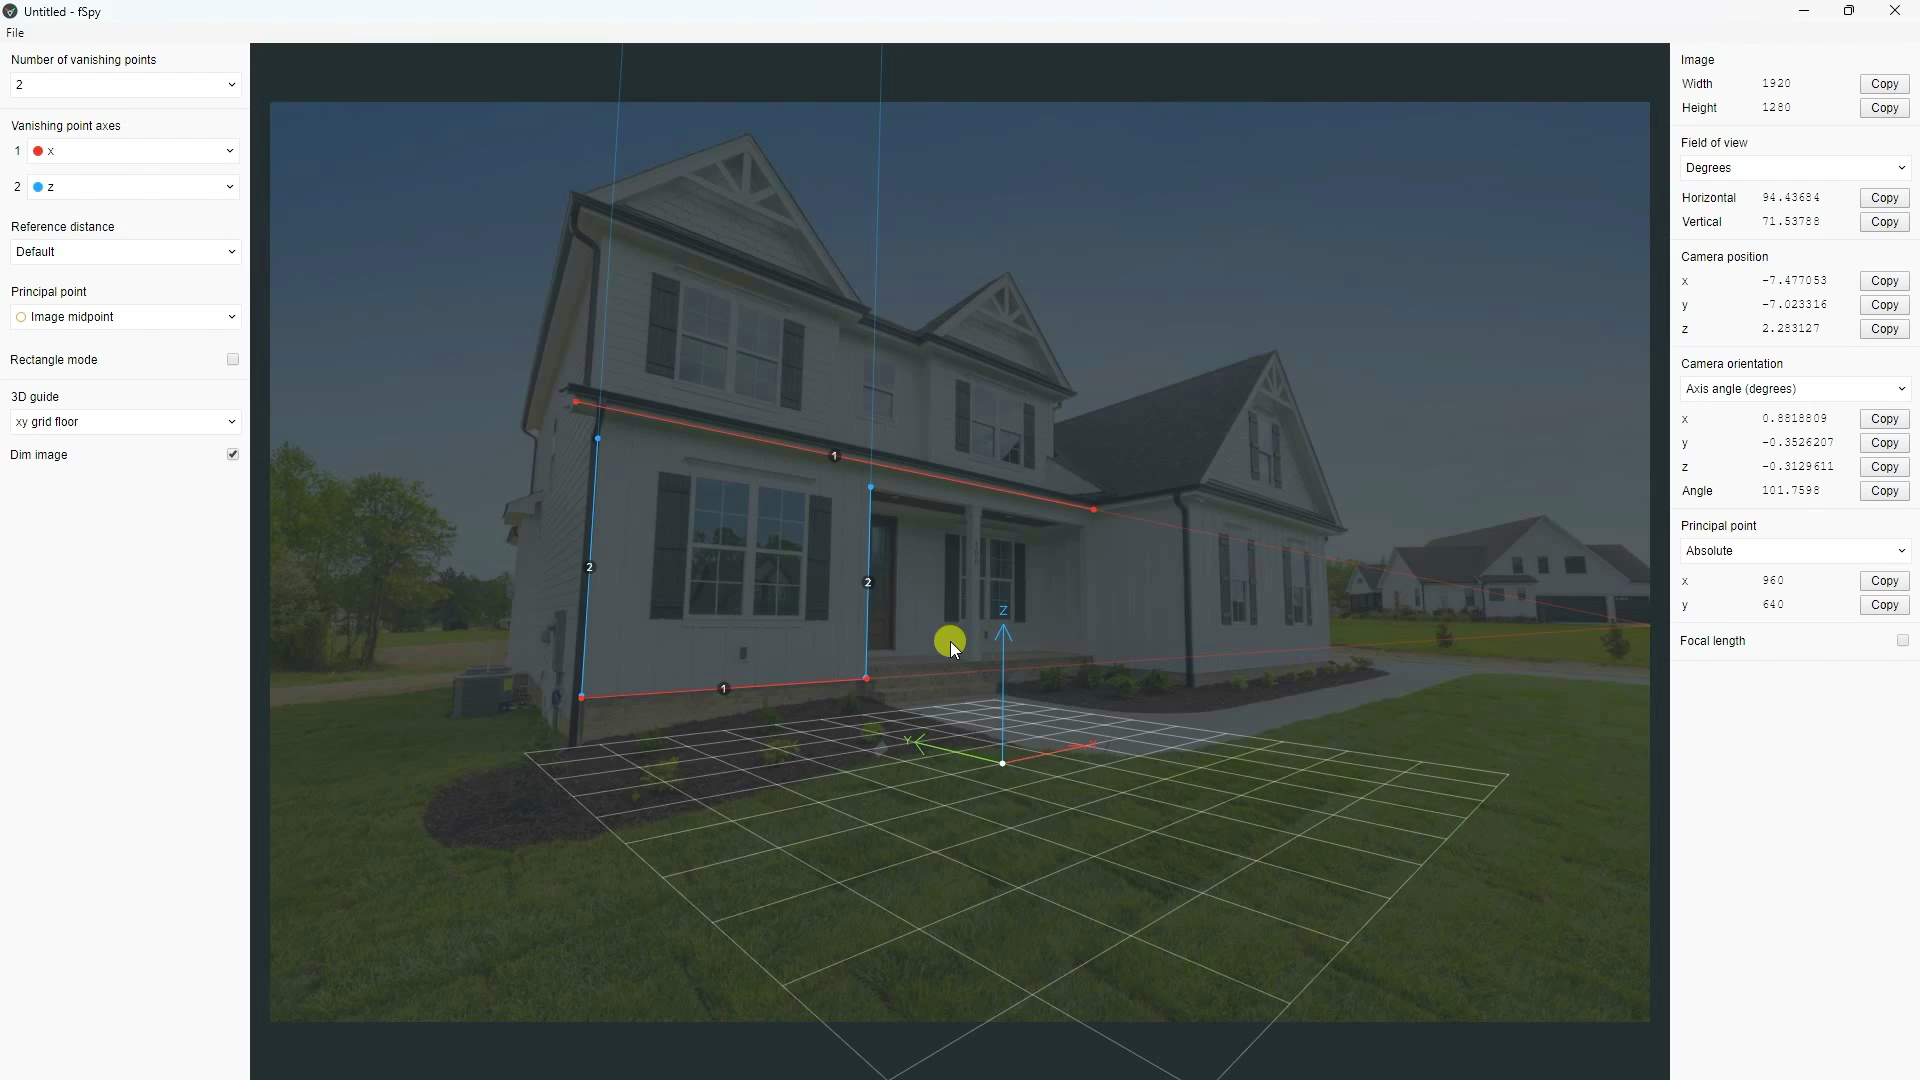 Untitled - fSpy
File
Number of vanishing points
2
Vanishing point axes
1 x
2 z
Reference distance
Default
Principal point
Image midpoint
Rectangle mode
3D guide
xy grid floor
Dim image
1
2
2
1
Z
Y
x
Image
Width 1920 Copy
Height 1280 Copy
Field of view
Degrees
Horizontal 94.43684 Copy
Vertical 71.53788 Copy
Camera position
x -7.477053 Copy
y -7.023316 Copy
z 2.283127 Copy
Camera orientation
Axis angle (degrees)
x 0.8818809 Copy
y -0.3526207 Copy
z -0.3129611 Copy
Angle 101.7598 Copy
Principal point
Absolute
x 960 Copy
y 640 Copy
Focal length